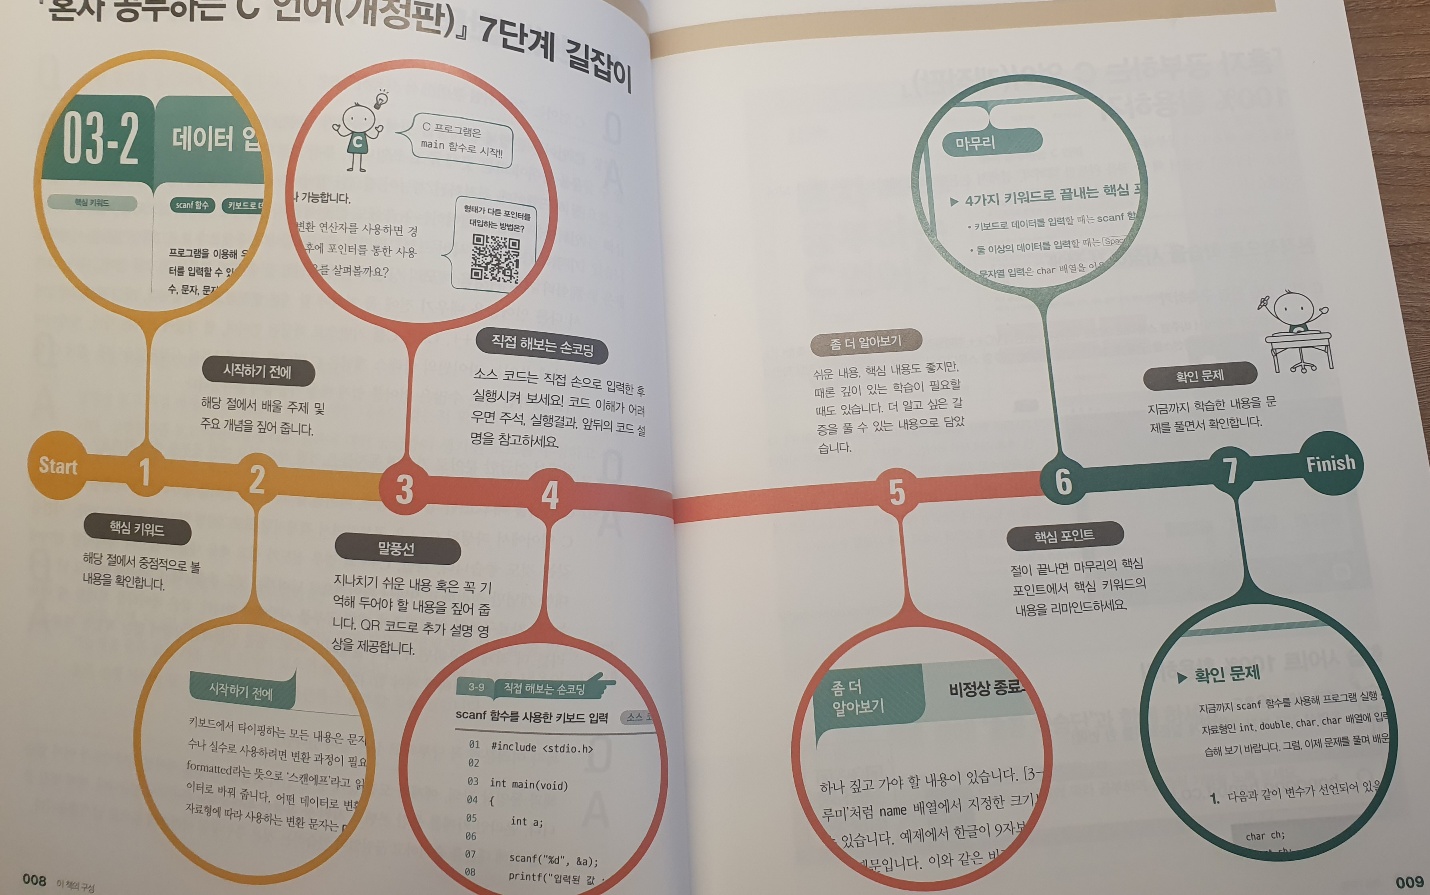 『혼자 공부하는 C 언어(개정판)』 7단계 길잡이
03-2
데이터 입
핵심 키워드
scanf 함수
키보드로 데
프로그램을 이용해
터를 입력할 수 있
수, 문자, 문자
C 프로그램은
main 함수로 시작!!
가능합니다.
변환 연산자를 사용하면 경
후에 포인터를 통한 사용
살펴볼까요?
형태가 다른 포인터를
대입하는 방법은?
시작하기 전에
해당 절에서 배울 주제 및
주요 개념을 짚어 줍니다.
직접 해보는 손코딩
소스 코드는 직접 손으로 입력한 후
실행시켜 보세요! 코드 이해가 어려
우면 주석, 실행결과, 앞뒤의 코드 설
명을 참고하세요.
Start
1
2
3
4
핵심 키워드
해당 절에서 중점적으로 볼
내용을 확인합니다.
말풍선
지나치기 쉬운 내용 혹은 꼭 기
억해 두어야 할 내용을 짚어 줍
니다. QR 코드로 추가 설명 영
상을 제공합니다.
시작하기 전에
키보드에서 타이핑하는 모든 내용은 문자
수나 실수로 사용하려면 변환 과정이 필요
formatted라는 뜻으로 '스캔에프'라고 읽
이터로 바꿔 줍니다. 어떤 데이터로 변환
자료형에 따라 사용하는 변환 문자는
3-9 직접 해보는 손코딩
scanf 함수를 사용한 키보드 입력
소스 코
01 #include <stdio.h>
02
03 int main(void)
04 {
05 int a;
06
07 scanf("%d", &a);
08 printf("입력된 값 :
008 이 책의 구성
마무리
▶ 4가지 키워드로 끝내는 핵심 포
• 키보드로 데이터를 입력할 때는 scanf 함
• 둘 이상의 데이터를 입력할 때는 Spac
문자열 입력은 char 배열을
좀 더 알아보기
쉬운 내용, 핵심 내용도 좋지만,
때론 깊이 있는 학습이 필요할
때도 있습니다. 더 알고 싶은 갈
증을 풀 수 있는 내용으로 담았
습니다.
확인 문제
지금까지 학습한 내용을 문
제를 풀면서 확인합니다.
5
6
7
Finish
핵심 포인트
절이 끝나면 마무리의 핵심
포인트에서 핵심 키워드의
내용을 리마인드하세요.
좀 더
알아보기
비정상 종료
하나 짚고 가야 할 내용이 있습니다. [3-
루미'처럼 name 배열에서 지정한 크기
있습니다. 예제에서 한글이 9자보
때문입니다. 이와 같은 비
▶ 확인 문제
지금까지 scanf 함수를 사용해 프로그램 실행
자료형인 int, double, char, char 배열에 입력
습해 보기 바랍니다. 그럼, 이제 문제를 풀며 배운
1. 다음과 같이 변수가 선언되어 있을
char ch;
009